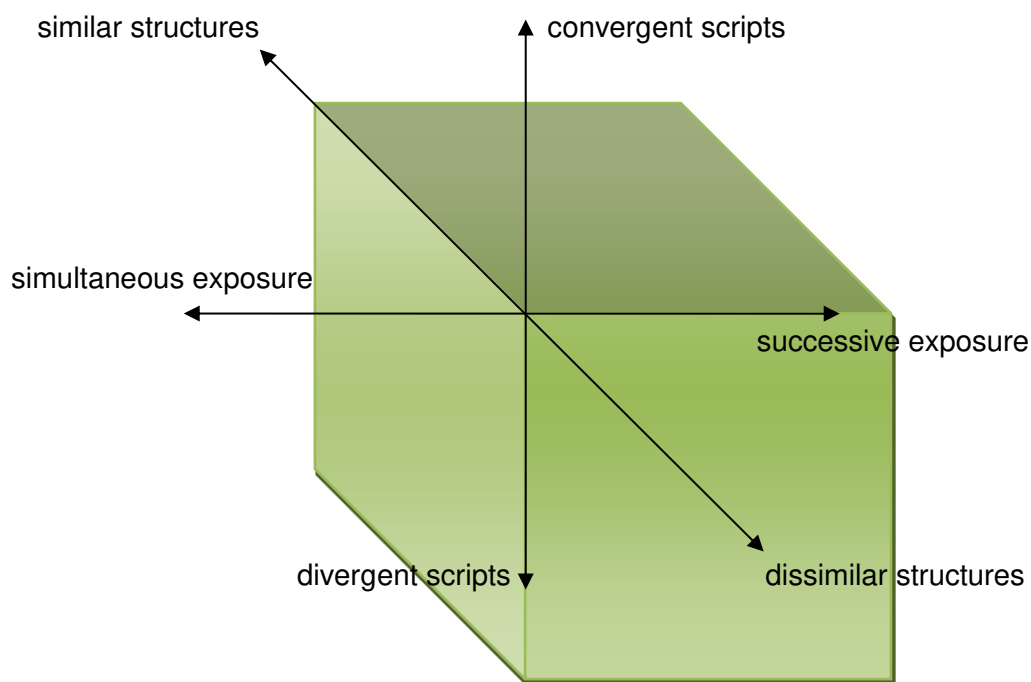 similar structures
convergent scripts
simultaneous exposure
successive exposure
divergent scripts
dissimilar structures